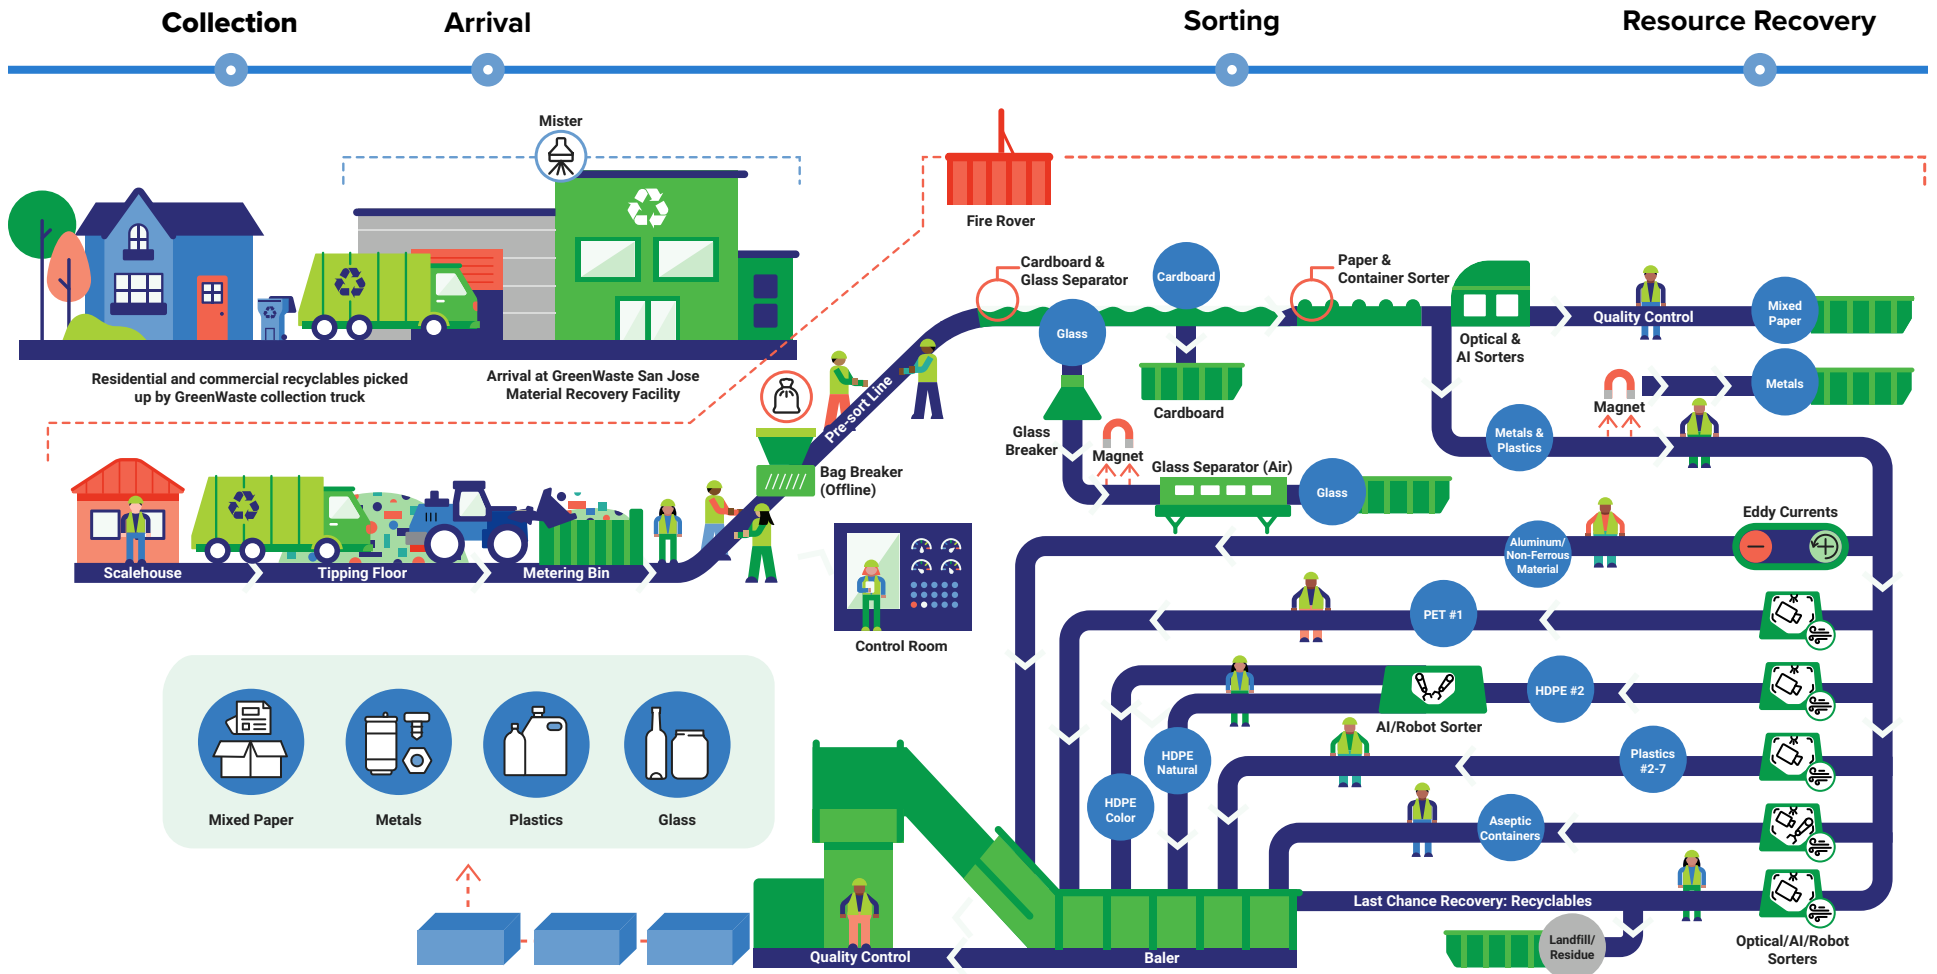 Collection
Arrival
Sorting
Resource Recovery
Mister
Fire Rover
Residential and commercial recyclables picked
up by GreenWaste collection truck
Arrival at GreenWaste San Jose
Material Recovery Facility
Cardboard &
Glass Separator
Cardboard
Paper &
Container Sorter
Glass
Cardboard
Optical &
AI Sorters
Quality Control
Mixed
Paper
Metals
Magnet
Metals &
Plastics
Glass
Breaker
Magnet
Glass Separator (Air)
Glass
Pre-sort Line
Bag Breaker
(Offline)
Scalehouse
Tipping Floor
Metering Bin
Control Room
Aluminum/
Non-Ferrous
Material
Eddy Currents
PET #1
HDPE #2
AI/Robot Sorter
HDPE
Natural
HDPE
Color
Plastics
#2-7
Aseptic
Containers
Last Chance Recovery: Recyclables
Landfill/
Residue
Optical/AI/Robot
Sorters
Mixed Paper
Metals
Plastics
Glass
Quality Control
Baler